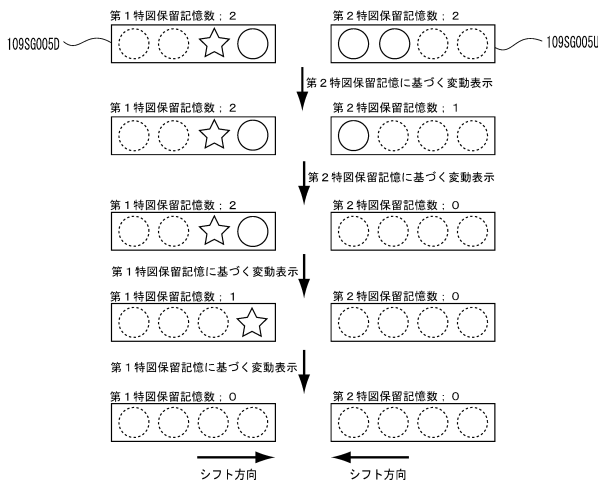 第１特図保留記憶数；２
第２特図保留記憶数；２
109SG005D
109SG005U
第２特図保留記憶に基づく変動表示
第１特図保留記憶数；２
第２特図保留記憶数；１
第２特図保留記憶に基づく変動表示
第１特図保留記憶数；２
第２特図保留記憶数；０
第１特図保留記憶に基づく変動表示
第１特図保留記憶数；１
第２特図保留記憶数；０
第１特図保留記憶に基づく変動表示
第１特図保留記憶数；０
第２特図保留記憶数；０
シフト方向
シフト方向